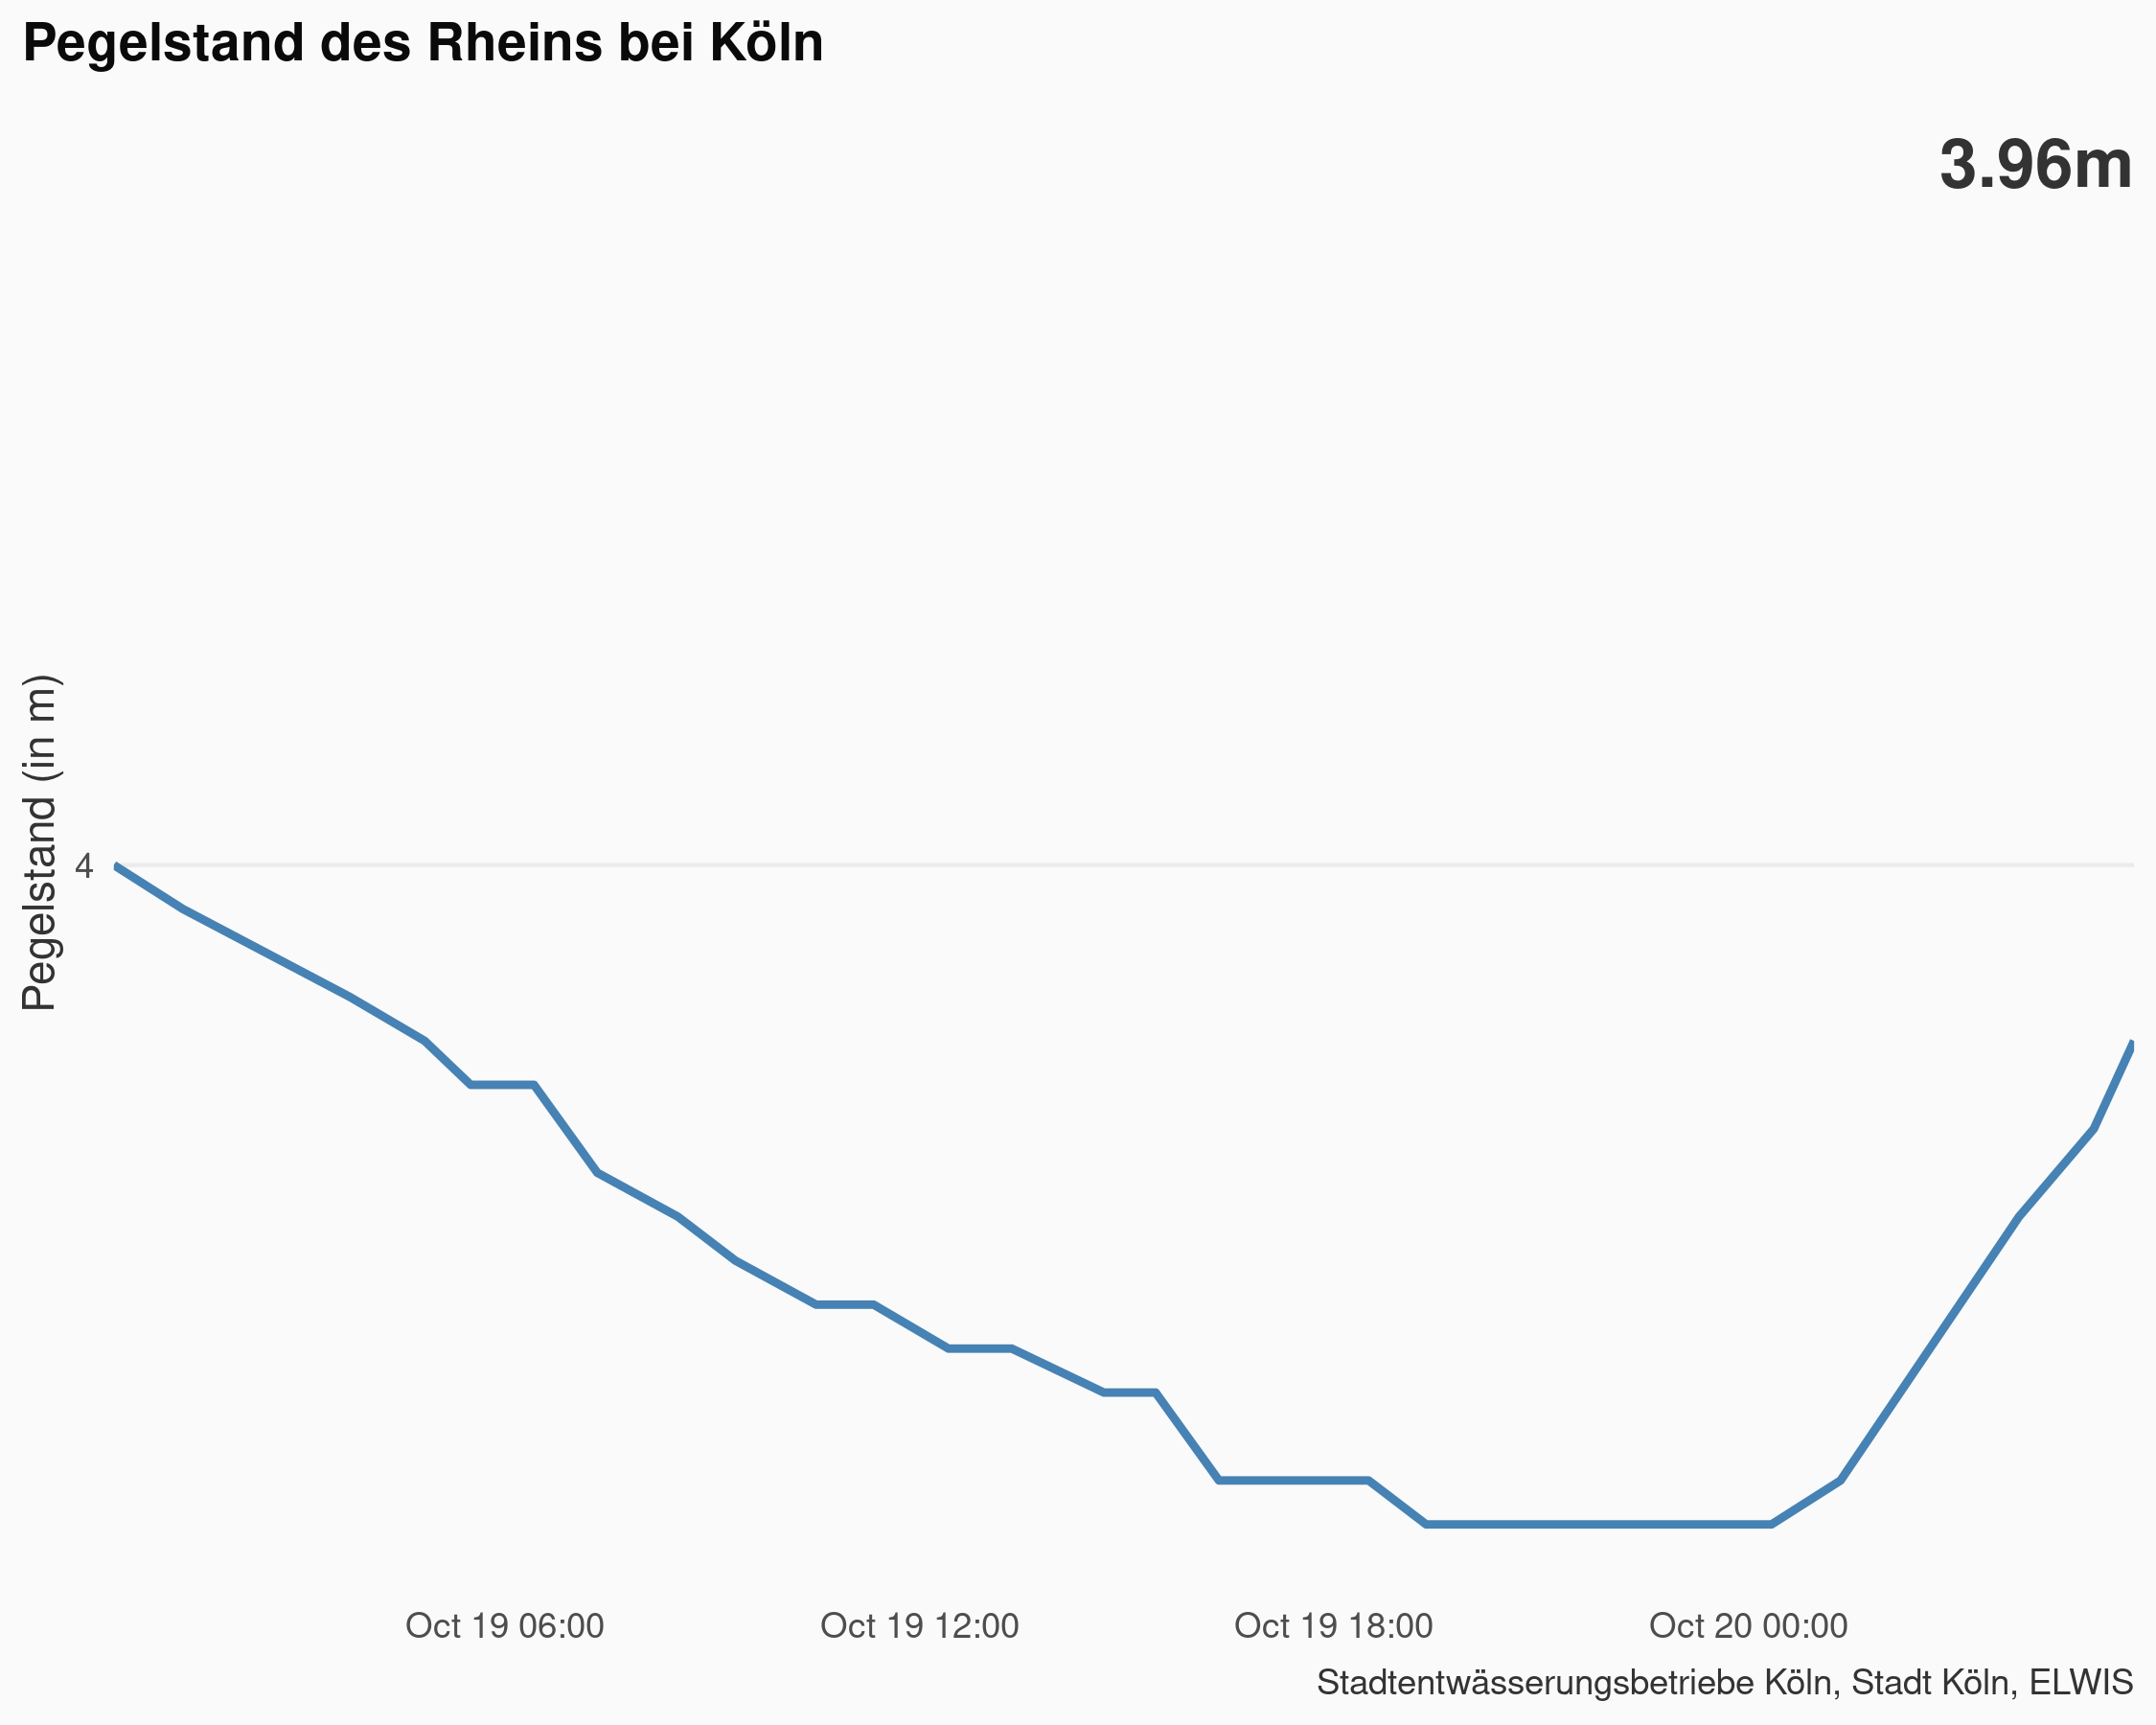 Pegelstand des Rheins bei Köln
3.96m
Pegelstand (in m)
4
Oct 19 06:00
Oct 19 12:00
Oct 19 18:00
Oct 20 00:00
Stadtentwässerungsbetriebe Köln, Stadt Köln, ELWIS